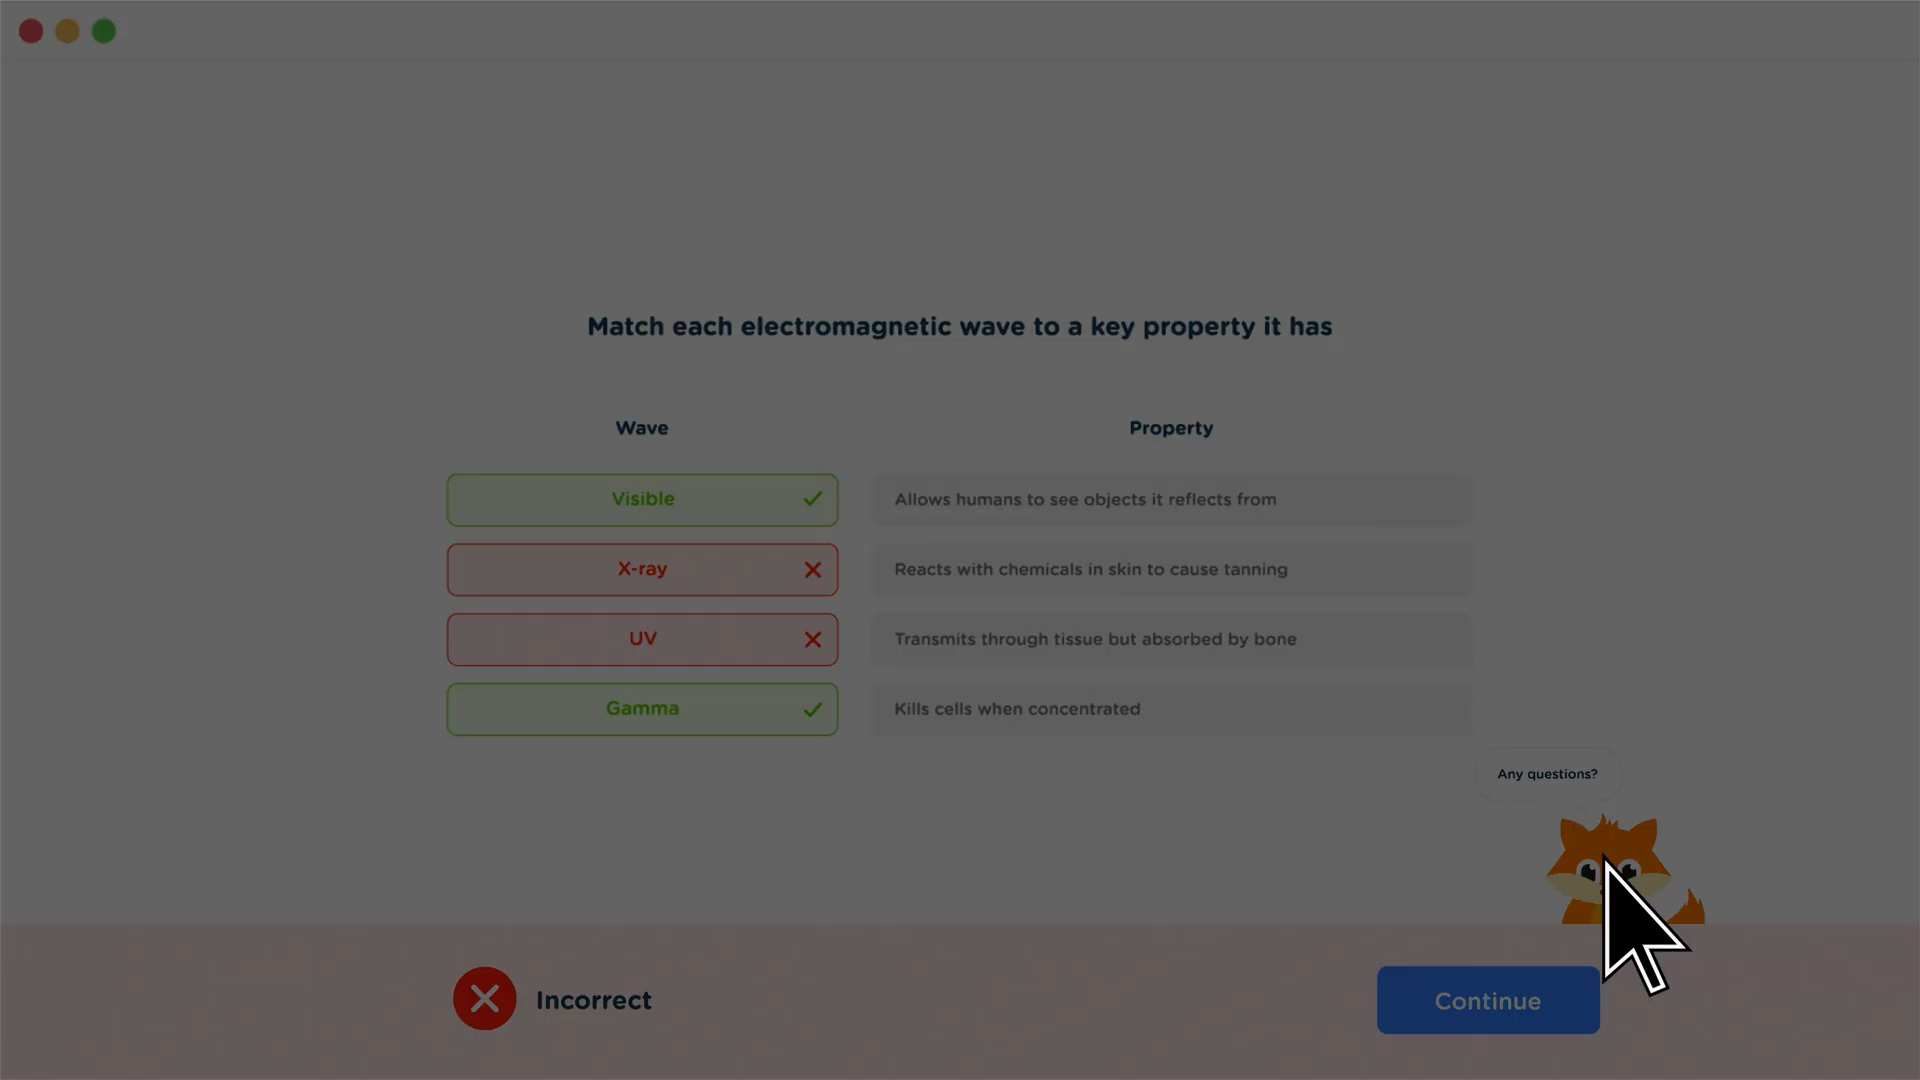 Match each electromagnetic wave to a key property it has
Wave Property
Visible Allows humans to see objects it reflects from
X-ray Reacts with chemicals in skin to cause tanning
UV Transmits through tissue but absorbed by bone
Gamma Kills cells when concentrated
Any questions?
Incorrect Continue